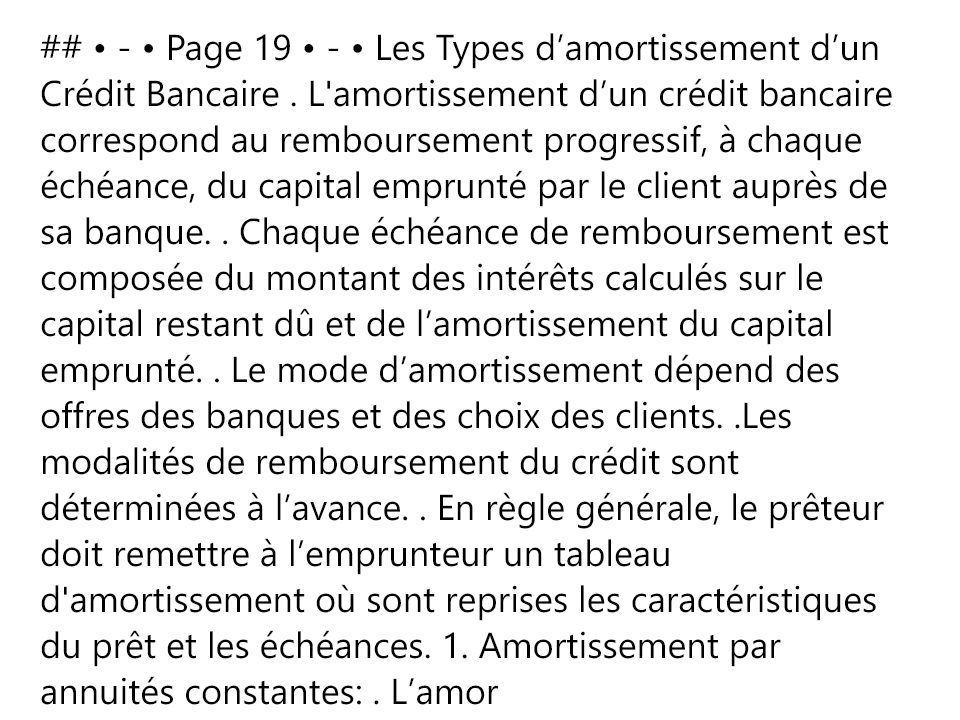 ## • - • Page 19 • - • Les Types d’amortissement d’un
Crédit Bancaire . L'amortissement d’un crédit bancaire
correspond au remboursement progressif, à chaque
échéance, du capital emprunté par le client auprès de
sa banque. . Chaque échéance de remboursement est
composée du montant des intérêts calculés sur le
capital restant dû et de l’amortissement du capital
emprunté. . Le mode d’amortissement dépend des
offres des banques et des choix des clients. .Les
modalités de remboursement du crédit sont
déterminées à l’avance. . En règle générale, le prêteur
doit remettre à l’emprunteur un tableau
d'amortissement où sont reprises les caractéristiques
du prêt et les échéances. 1. Amortissement par
annuités constantes: . L’amor